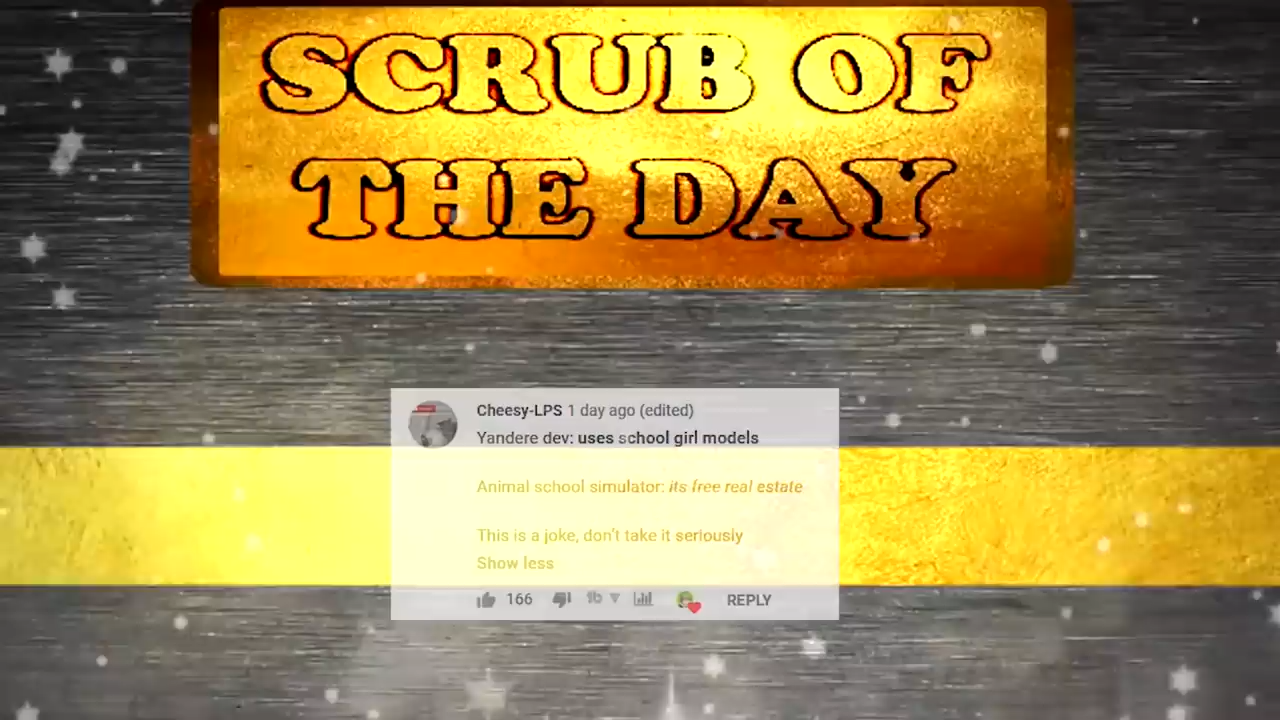 SCRUB OF
THE DAY
Cheesy-LPS 1 day ago (edited)
Yandere dev: uses school girl models
Animal school simulator: its free real estate
This is a joke, don't take it seriously
Show less
166 REPLY